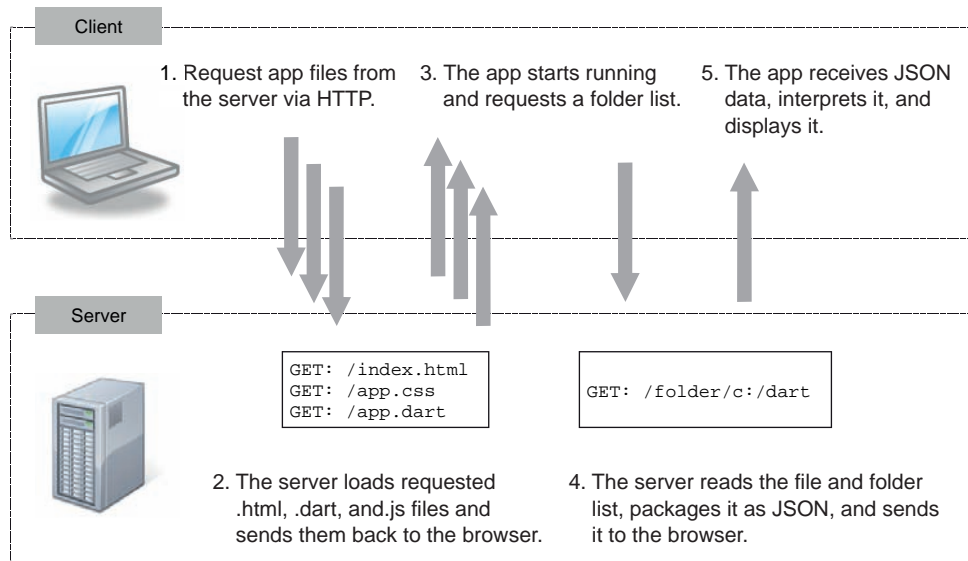 Client
1. Request app files from
the server via HTTP.
3. The app starts running
and requests a folder list.
5. The app receives JSON
data, interprets it, and
displays it.
Server
GET: /index.html
GET: /app.css
GET: /app.dart
GET: /folder/c:/dart
2. The server loads requested
.html, .dart, and.js files and
sends them back to the browser.
4. The server reads the file and folder
list, packages it as JSON, and sends
it to the browser.